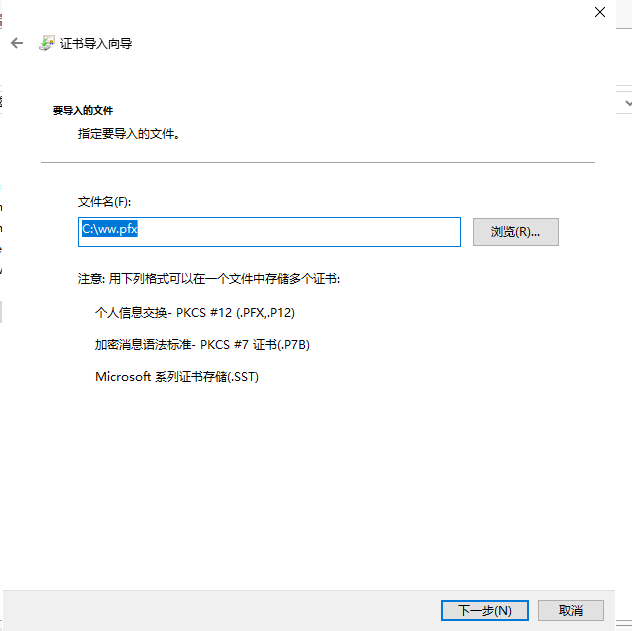 证书导入向导
要导入的文件
指定要导入的文件。
文件名(F):
C:\ww.pfx
浏览(R)...
注意: 用下列格式可以在一个文件中存储多个证书:
个人信息交换- PKCS #12 (.PFX,.P12)
加密消息语法标准- PKCS #7 证书(.P7B)
Microsoft 系列证书存储(.SST)
下一步(N)
取消